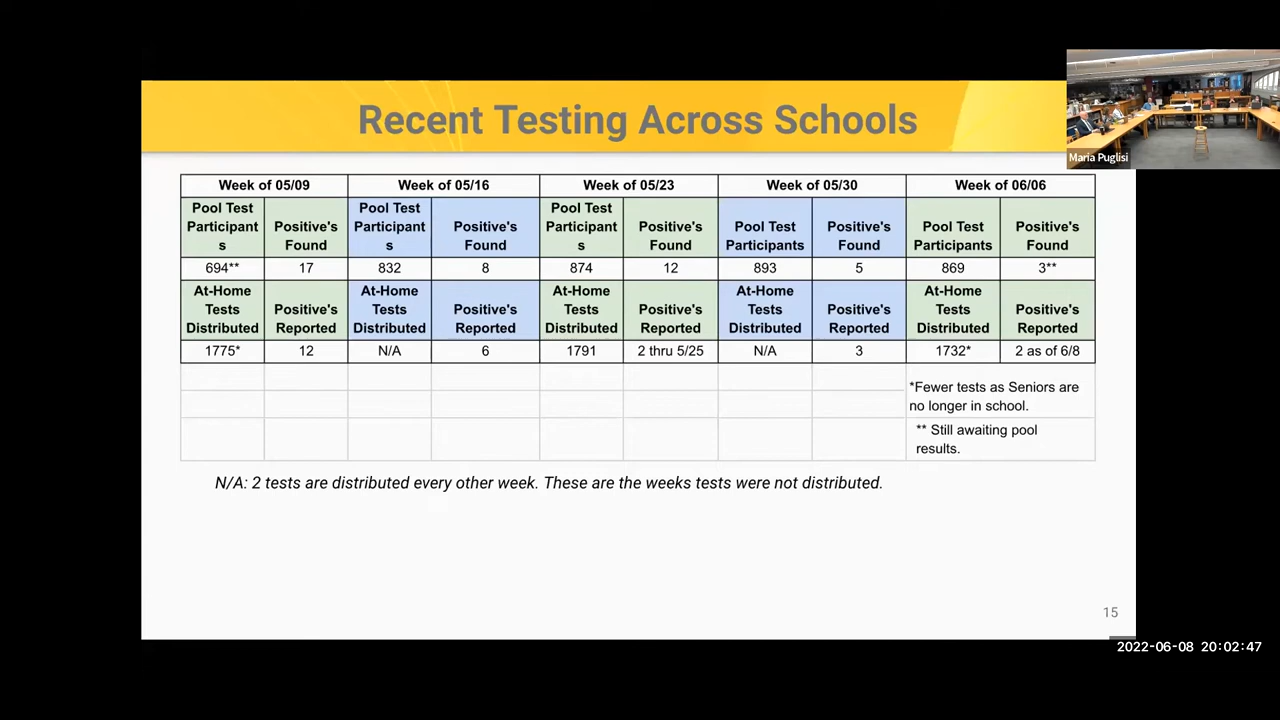 Recent Testing Across Schools
Maria Puglisi
Week of 05/09 Week of 05/16 Week of 05/23 Week of 05/30 Week of 06/06
Pool Test Participant s Positive's Found Pool Test Participant s Positive's Found Pool Test Participant s Positive's Found Pool Test Participants Positive's Found Pool Test Participants Positive's Found
694** 17 832 8 874 12 893 5 869 3**
At-Home Tests Distributed Positive's Reported At-Home Tests Distributed Positive's Reported At-Home Tests Distributed Positive's Reported At-Home Tests Distributed Positive's Reported At-Home Tests Distributed Positive's Reported
1775* 12 N/A 6 1791 2 thru 5/25 N/A 3 1732* 2 as of 6/8
*Fewer tests as Seniors are
no longer in school.
** Still awaiting pool
results.
N/A: 2 tests are distributed every other week. These are the weeks tests were not distributed.
15
2022-06-08 20:02:47